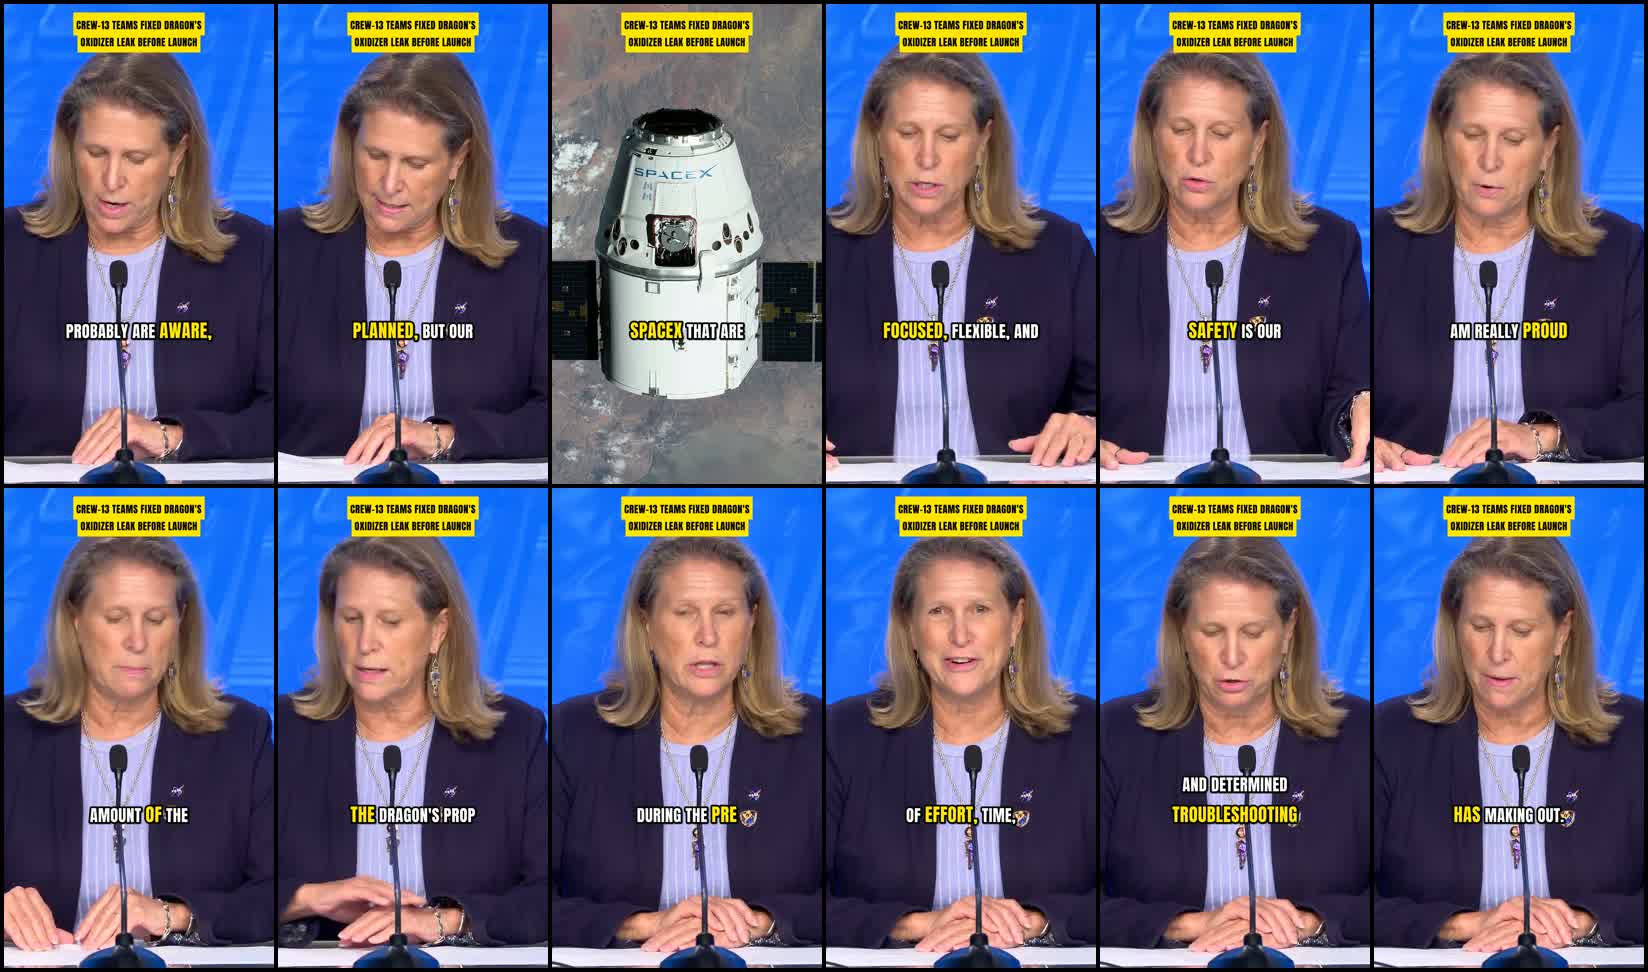 CREW-13 TEAMS FIXED DRAGON'S
OXIDIZER LEAK BEFORE LAUNCH
PROBABLY ARE AWARE,
CREW-13 TEAMS FIXED DRAGON'S
OXIDIZER LEAK BEFORE LAUNCH
PLANNED, BUT OUR
CREW-13 TEAMS FIXED DRAGON'S
OXIDIZER LEAK BEFORE LAUNCH
SPACEX
SPACEX THAT ARE
CREW-13 TEAMS FIXED DRAGON'S
OXIDIZER LEAK BEFORE LAUNCH
FOCUSED, FLEXIBLE, AND
CREW-13 TEAMS FIXED DRAGON'S
OXIDIZER LEAK BEFORE LAUNCH
SAFETY IS OUR
CREW-13 TEAMS FIXED DRAGON'S
OXIDIZER LEAK BEFORE LAUNCH
AM REALLY PROUD
CREW-13 TEAMS FIXED DRAGON'S
OXIDIZER LEAK BEFORE LAUNCH
AMOUNT OF THE
CREW-13 TEAMS FIXED DRAGON'S
OXIDIZER LEAK BEFORE LAUNCH
THE DRAGON'S PROP
CREW-13 TEAMS FIXED DRAGON'S
OXIDIZER LEAK BEFORE LAUNCH
DURING THE PRE
CREW-13 TEAMS FIXED DRAGON'S
OXIDIZER LEAK BEFORE LAUNCH
OF EFFORT, TIME,
CREW-13 TEAMS FIXED DRAGON'S
OXIDIZER LEAK BEFORE LAUNCH
AND DETERMINED
TROUBLESHOOTING
CREW-13 TEAMS FIXED DRAGON'S
OXIDIZER LEAK BEFORE LAUNCH
HAS MAKING OUT.